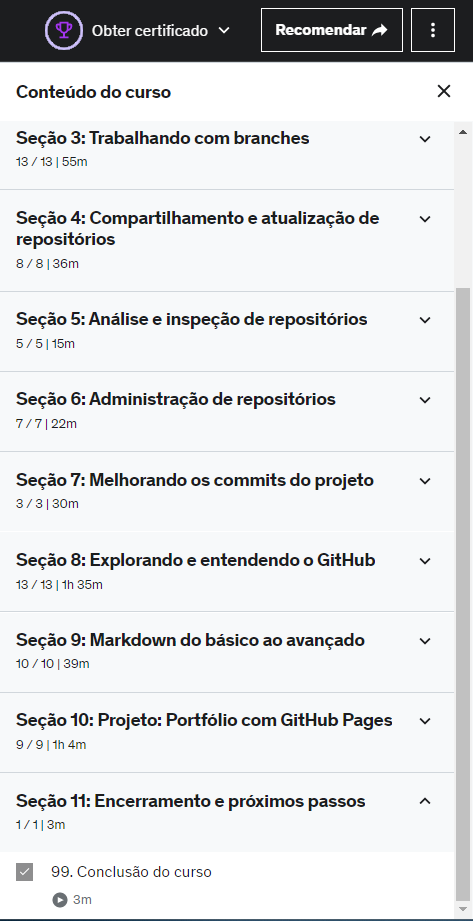 Obter certificado
Recomendar
Conteúdo do curso
Seção 3: Trabalhando com branches
13 / 13 | 55m
Seção 4: Compartilhamento e atualização de
repositórios
8 / 8 | 36m
Seção 5: Análise e inspeção de repositórios
5 / 5 | 15m
Seção 6: Administração de repositórios
7 / 7 | 22m
Seção 7: Melhorando os commits do projeto
3 / 3 | 30m
Seção 8: Explorando e entendendo o GitHub
13 / 13 | 1h 35m
Seção 9: Markdown do básico ao avançado
10 / 10 | 39m
Seção 10: Projeto: Portfólio com GitHub Pages
9 / 9 | 1h 4m
Seção 11: Encerramento e próximos passos
1 / 1 | 3m
99. Conclusão do curso
3m